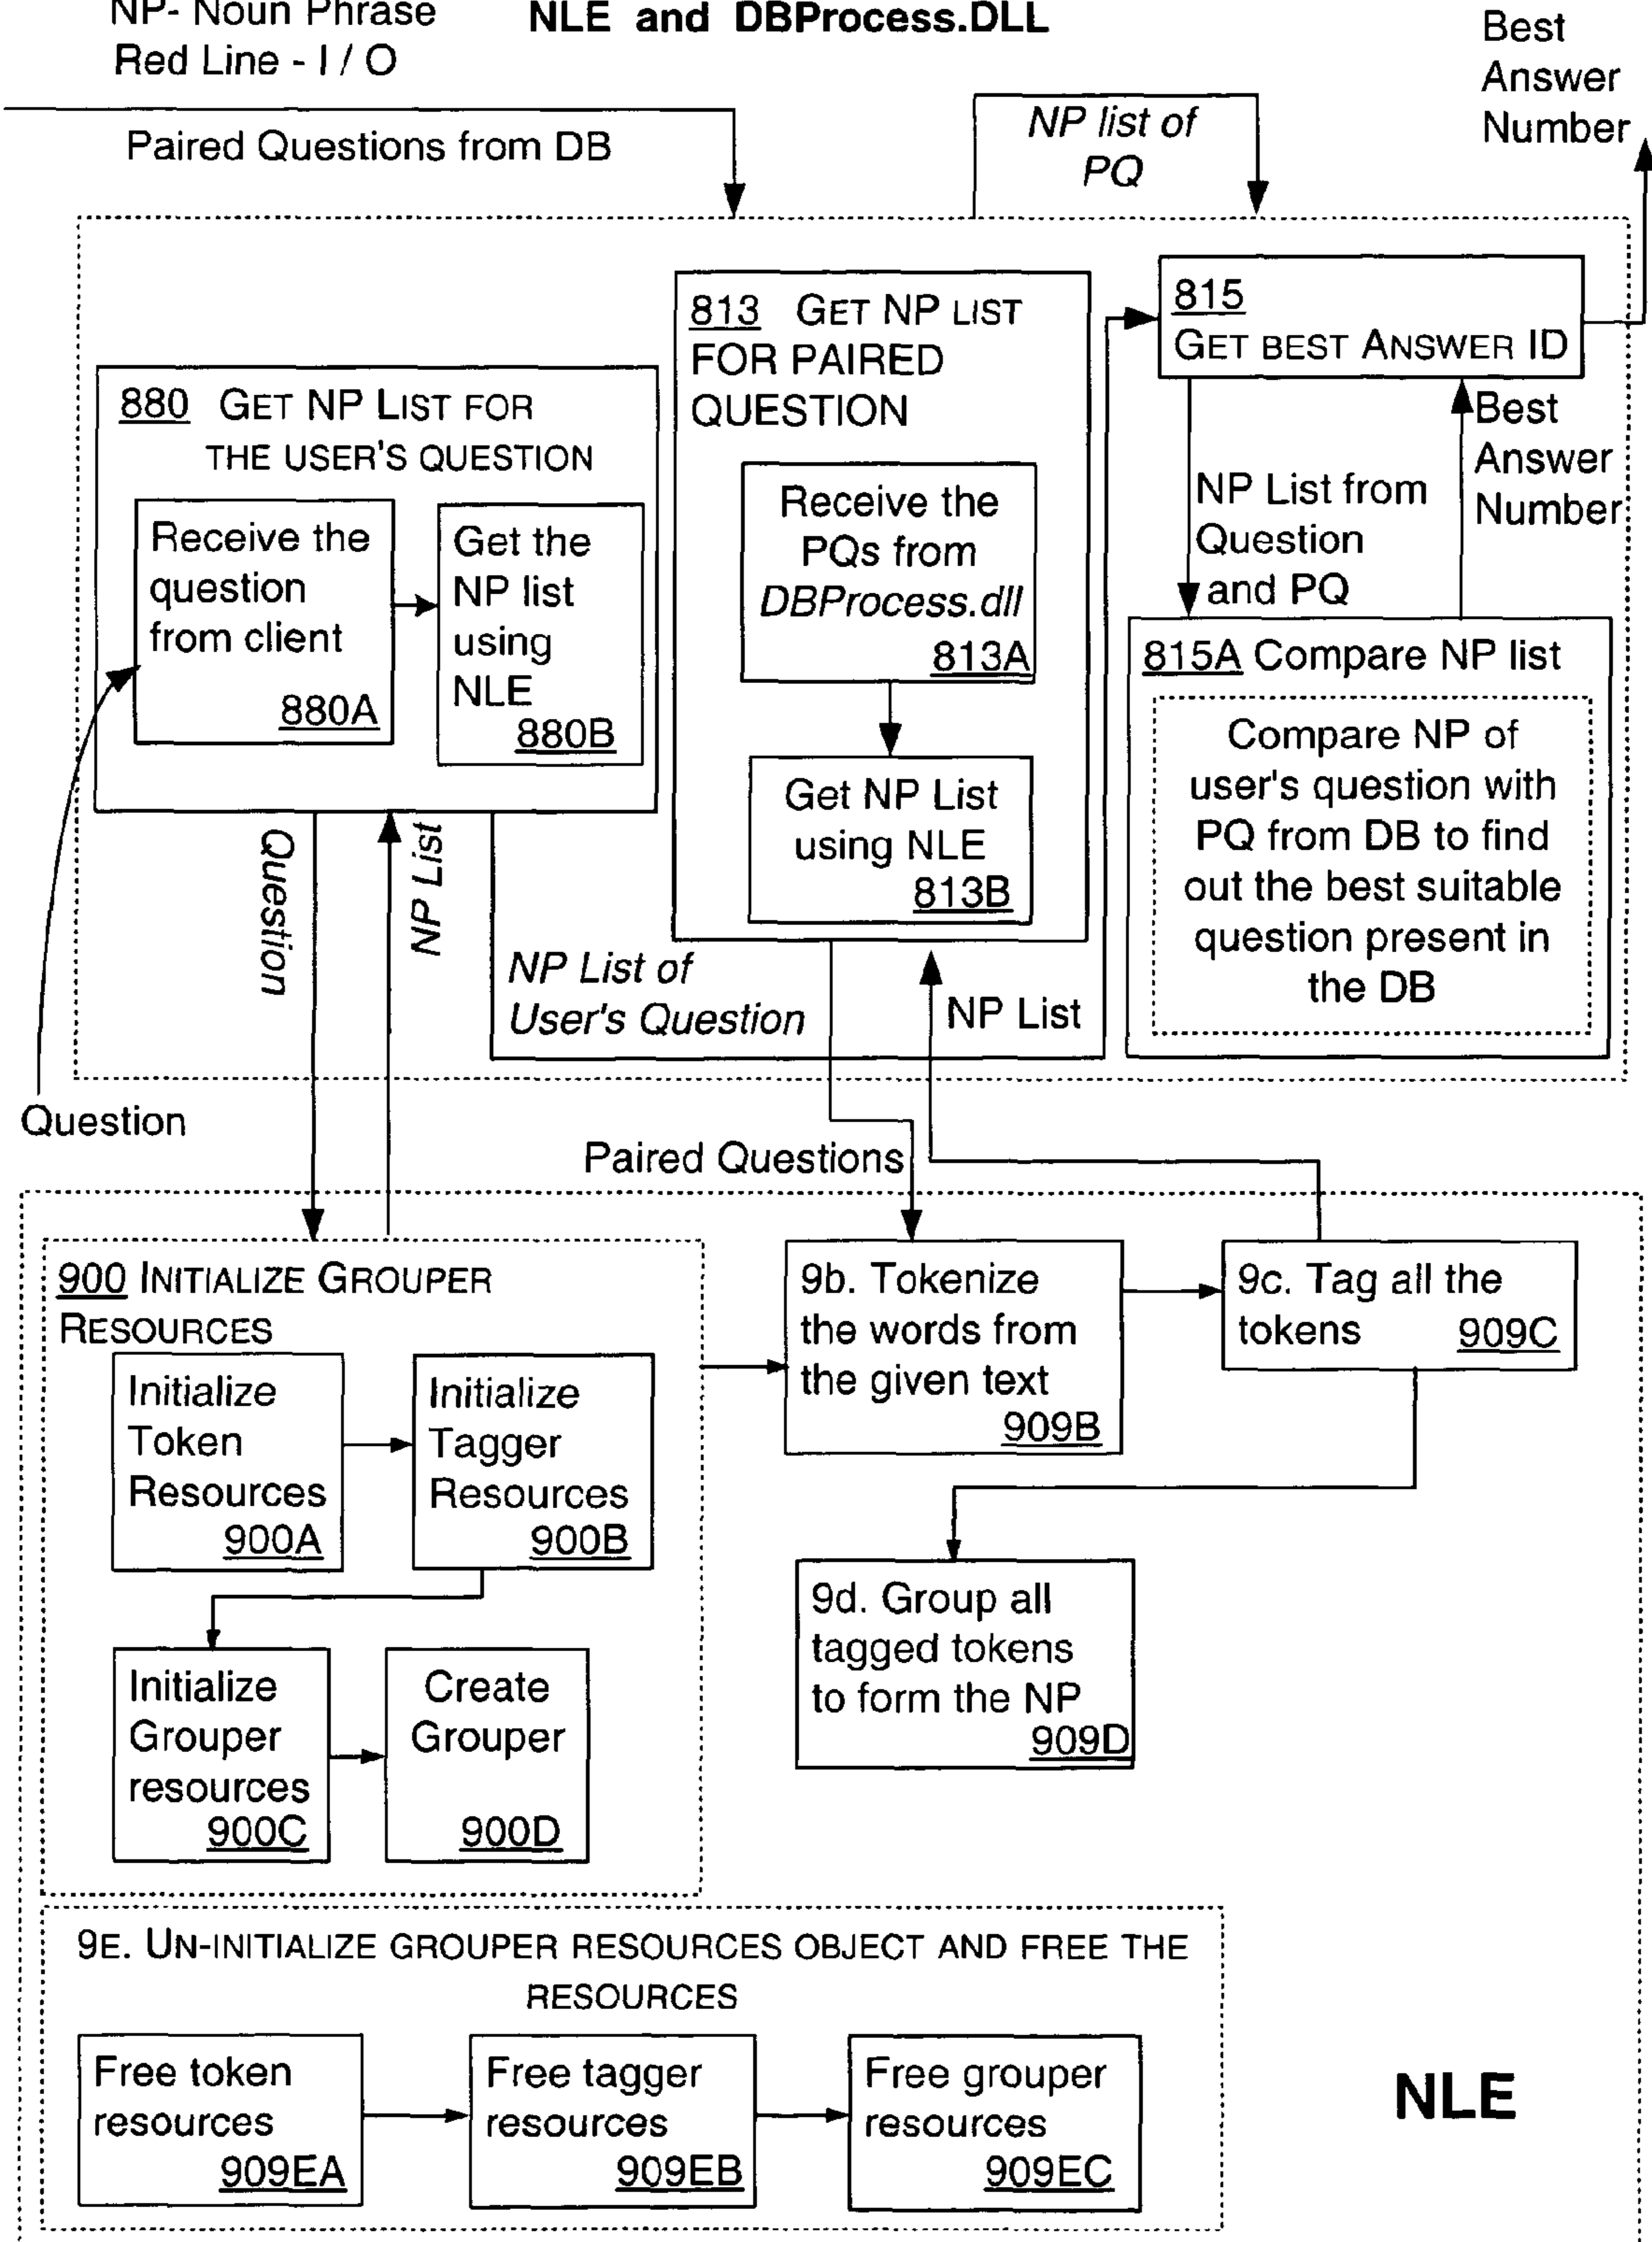 NP- Noun Phrase
Red Line - I / O
NLE and DBProcess.DLL
Best
Answer
Number
Paired Questions from DB
NP list of
PQ
815
GET BEST ANSWER ID
813 GET NP LIST
FOR PAIRED
QUESTION
880 GET NP LIST FOR
THE USER'S QUESTION
Receive the
question
from client
880A
Get the
NP list
using
NLE
880B
Receive the
PQs from
DBProcess.dll
813A
Get NP List
using NLE
813B
NP List from
Question
and PQ
Best
Answer
Number
815A Compare NP list
Compare NP of
user's question with
PQ from DB to find
out the best suitable
question present in
the DB
Question
NP List
NP List of
User's Question
NP List
Question
Paired Questions
900 INITIALIZE GROUPER
RESOURCES
Initialize
Token
Resources
900A
Initialize
Tagger
Resources
900B
Initialize
Grouper
resources
900C
Create
Grouper
900D
9b. Tokenize
the words from
the given text
909B
9c. Tag all the
tokens 909C
9d. Group all
tagged tokens
to form the NP
909D
9E. UN-INITIALIZE GROUPER RESOURCES OBJECT AND FREE THE
RESOURCES
Free token
resources
909EA
Free tagger
resources
909EB
Free grouper
resources
909EC
NLE